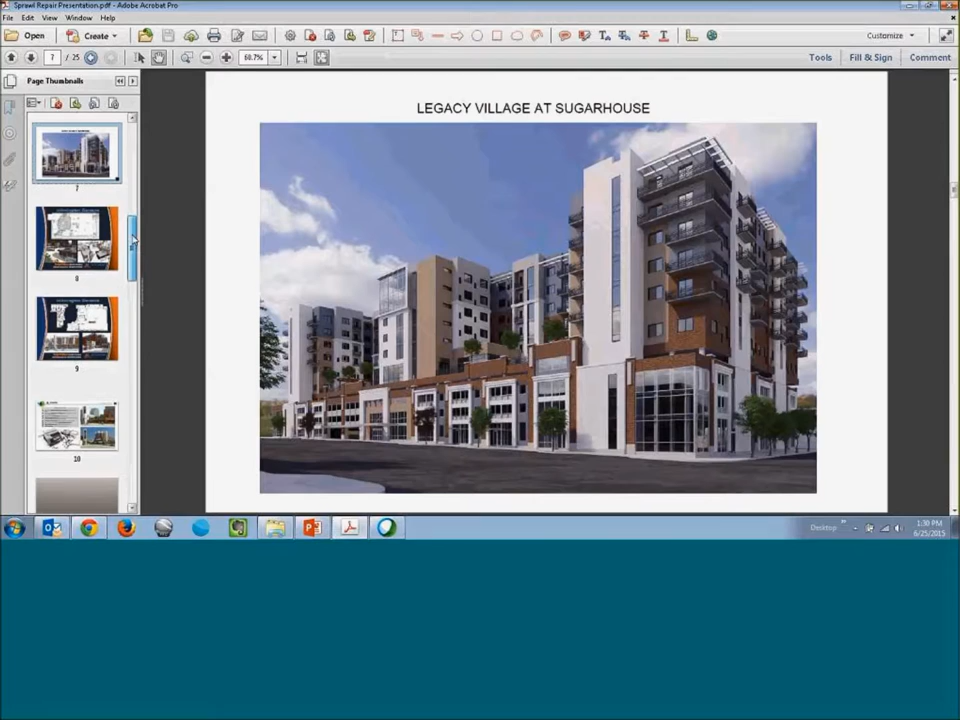 Sprawl Repair Presentation.pdf - Adobe Acrobat Pro
File Edit View Window Help
Open Create Customize
7 / 25 60.7% Tools Fill & Sign Comment
Page Thumbnails
LEGACY VILLAGE AT SUGARHOUSE
7
8
9
10
Desktop
1:30 PM
6/25/2015